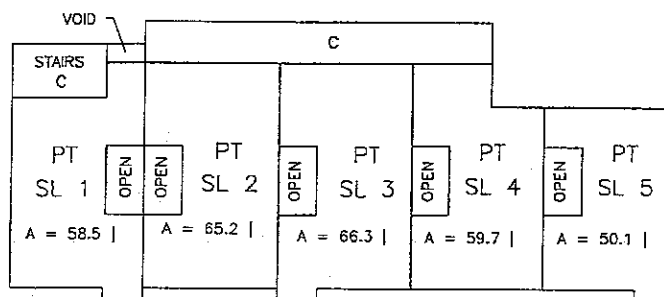 VOID
C
STAIRS
C
PT
SL 1
OPEN
A = 58.5 |
OPEN
PT
SL 2
A = 65.2 |
OPEN
PT
SL 3
A = 66.3 |
OPEN
PT
SL 4
A = 59.7 |
OPEN
PT
SL 5
A = 50.1 |